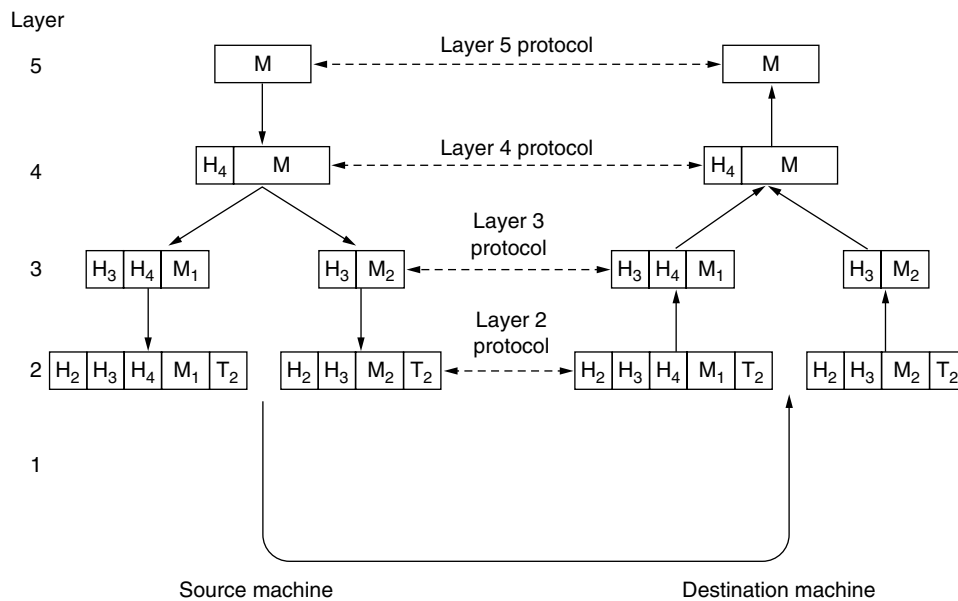 Layer
5 M Layer 5 protocol M
4 H₄ M Layer 4 protocol H₄ M
Layer 3
protocol
3 H₃ H₄ M₁ H₃ M₂ H₃ H₄ M₁ H₃ M₂
Layer 2
protocol
2 H₂ H₃ H₄ M₁ T₂ H₂ H₃ M₂ T₂ H₂ H₃ H₄ M₁ T₂ H₂ H₃ M₂ T₂
1
Source machine Destination machine